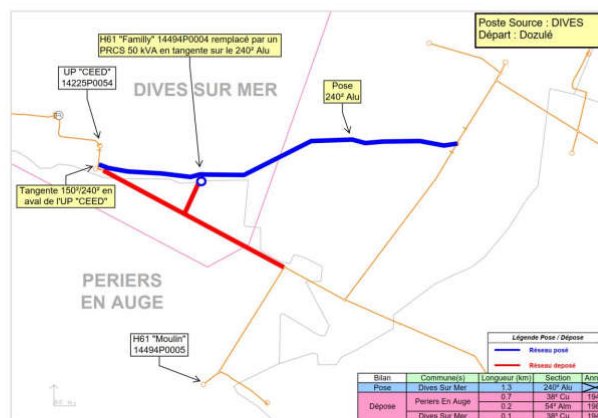 H61 "Familly" 14494P0004 remplacé par un
PRCS 50 kVA en tangente sur le 240² Alu
Poste Source : DIVES
Départ : Dozulé
UP "CEED"
14225P0054
DIVES SUR MER
Pose
240² Alu
Tangente 150²/240² en
aval de l'UP "CEED"
PERIERS
EN AUGE
H61 "Moulin"
14494P0005
Légende Pose / Dépose
Réseau posé
Réseau déposé
Bilan Commune(s) Longueur (km) Section
Pose Dives Sur Mer 1.3 240² Alu
Dépose Periers En Auge 0.7 38² Cu
0.2 54² Alm
Dives Sur Mer 0.1 38² Cu